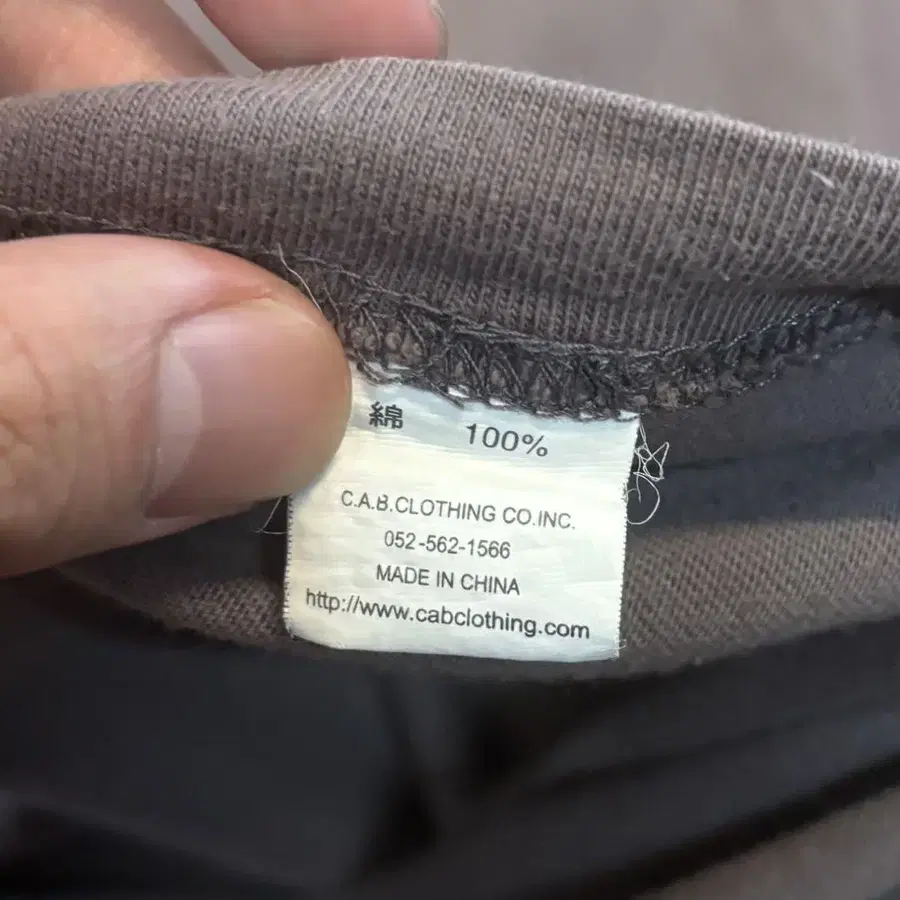 綿 100%
C.A.B.CLOTHING CO.INC.
052-562-1566
MADE IN CHINA
http://www.cabclothing.com